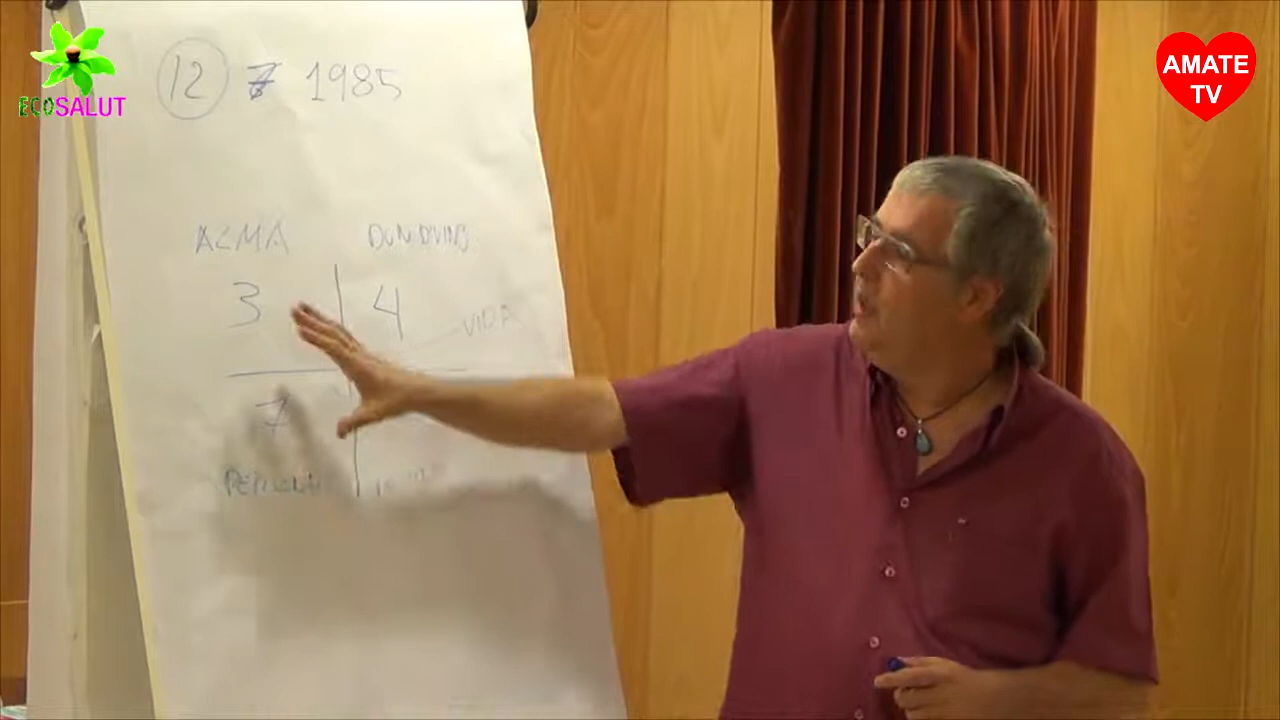 ECOSALUT
AMATE
TV
12 7 1985
ALMA DON DIVINO
3 4
VIDA
7